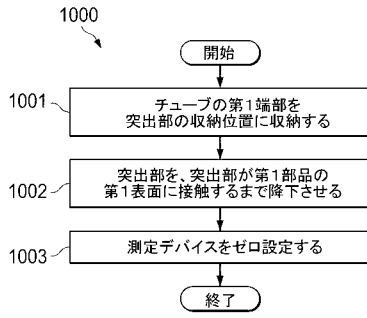 1000
開始
1001
チューブの第1端部を
突出部の収納位置に収納する
1002
突出部を、突出部が第1部品の
第1表面に接触するまで降下させる
1003
測定デバイスをゼロ設定する
終了